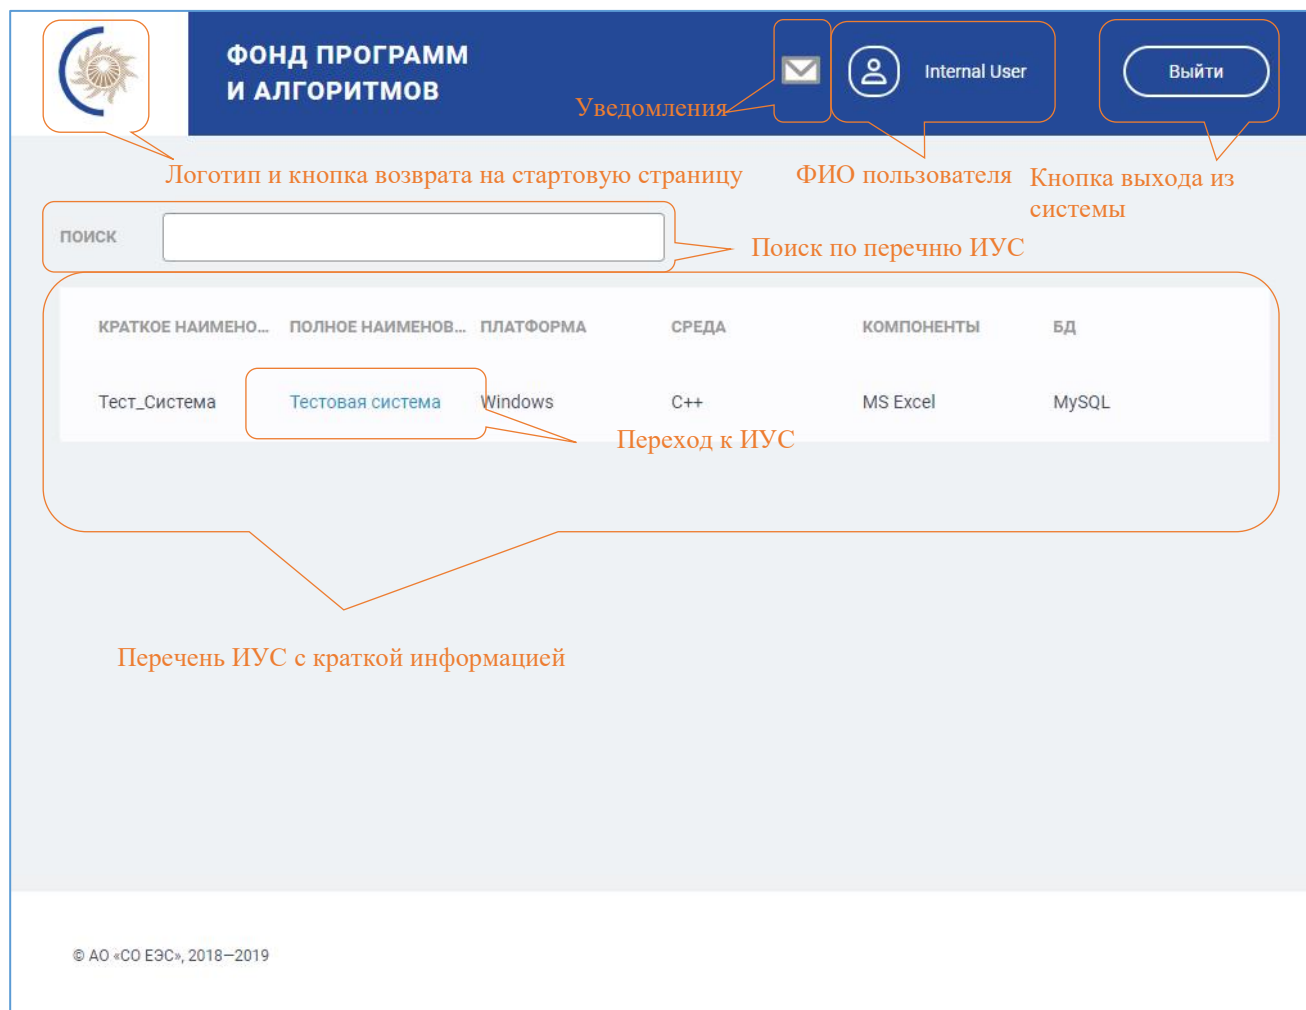 ФОНД ПРОГРАММ
И АЛГОРИТМОВ
Internal User
Выйти
Уведомления
Логотип и кнопка возврата на стартовую страницу
ФИО пользователя
Кнопка выхода из
системы
ПОИСК
Поиск по перечню ИУС
КРАТКОЕ НАИМЕНО... ПОЛНОЕ НАИМЕНОВ... ПЛАТФОРМА СРЕДА КОМПОНЕНТЫ БД
Тест_Система Тестовая система Windows C++ MS Excel MySQL
Переход к ИУС
Перечень ИУС с краткой информацией
© АО «СО ЕЭС», 2018—2019